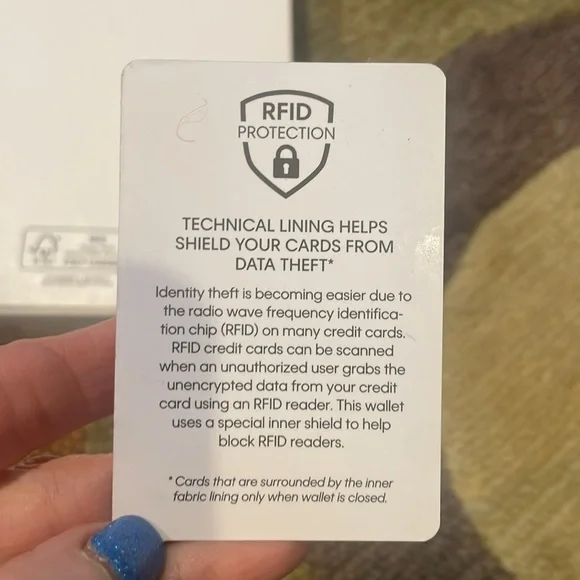 RFID
PROTECTION
TECHNICAL LINING HELPS
SHIELD YOUR CARDS FROM
DATA THEFT*
Identity theft is becoming easier due to
the radio wave frequency identifica-
tion chip (RFID) on many credit cards.
RFID credit cards can be scanned
when an unauthorized user grabs the
unencrypted data from your credit
card using an RFID reader. This wallet
uses a special inner shield to help
block RFID readers.
* Cards that are surrounded by the inner
fabric lining only when wallet is closed.